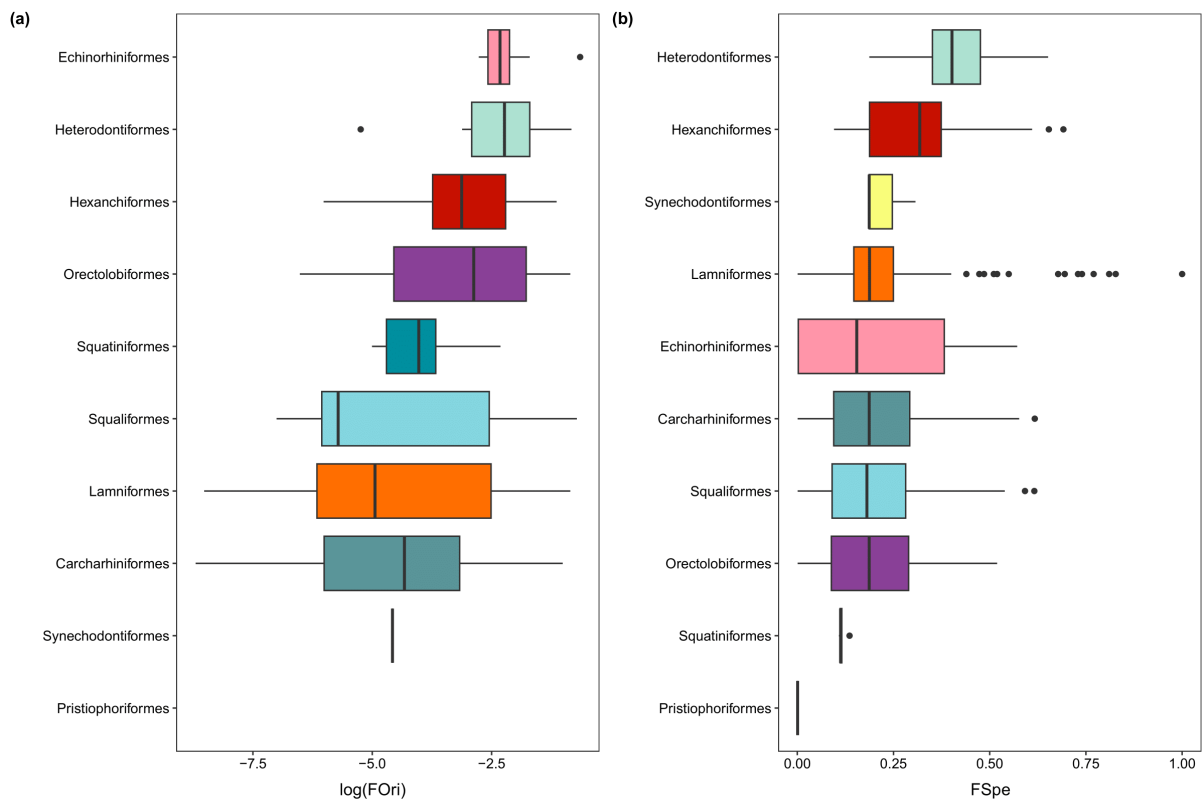 (a)
Echinorhiniformes
Heterodontiformes
Hexanchiformes
Orectolobiformes
Squatiniformes
Squaliformes
Lamniformes
Carcharhiniformes
Synechodontiformes
Pristiophoriformes
−7.5 −5.0 −2.5
log(FOri)
(b)
Heterodontiformes
Hexanchiformes
Synechodontiformes
Lamniformes
Echinorhiniformes
Carcharhiniformes
Squaliformes
Orectolobiformes
Squatiniformes
Pristiophoriformes
0.00 0.25 0.50 0.75 1.00
FSpe